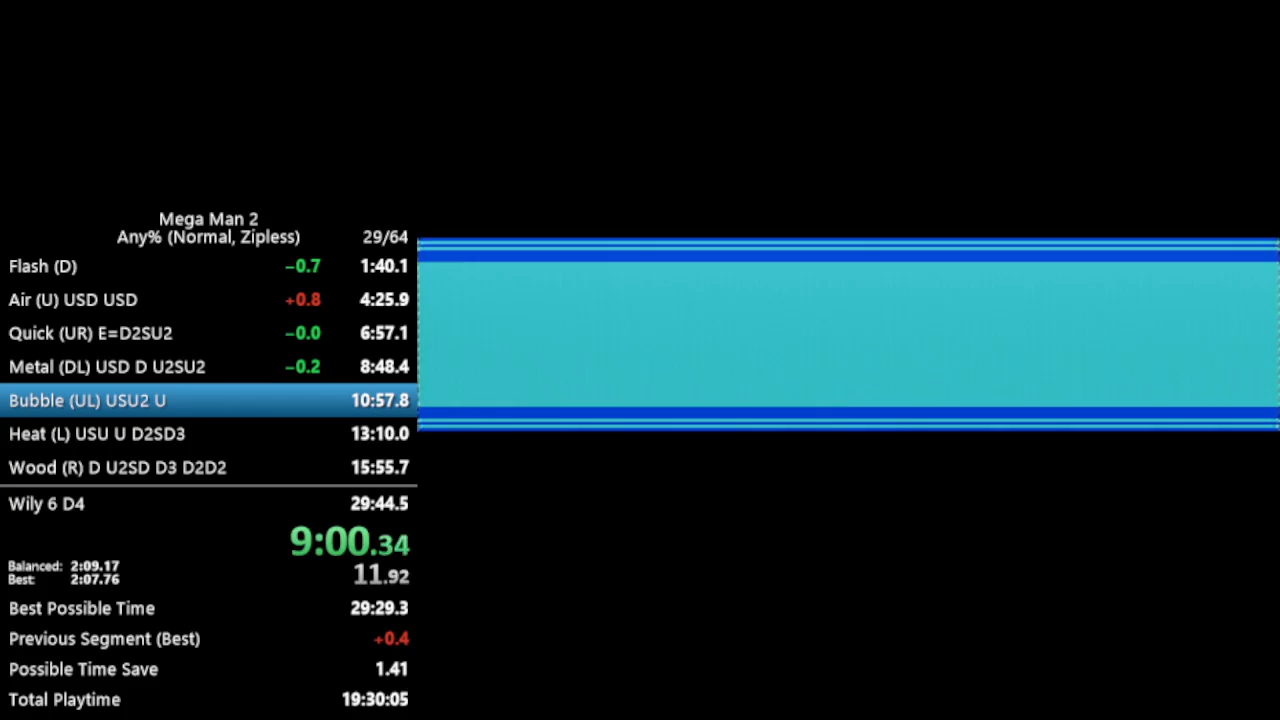 Mega Man 2
Any% (Normal, Zipless) 29/64
Flash (D) −0.7 1:40.1
Air (U) USD USD +0.8 4:25.9
Quick (UR) E=D2SU2 −0.0 6:57.1
Metal (DL) USD D U2SU2 −0.2 8:48.4
Bubble (UL) USU2 U 10:57.8
Heat (L) USU U D2SD3 13:10.0
Wood (R) D U2SD D3 D2D2 15:55.7
Wily 6 D4 29:44.5
9:00.34
Balanced: 2:09.17
Best: 2:07.76 11.92
Best Possible Time 29:29.3
Previous Segment (Best) +0.4
Possible Time Save 1.41
Total Playtime 19:30:05